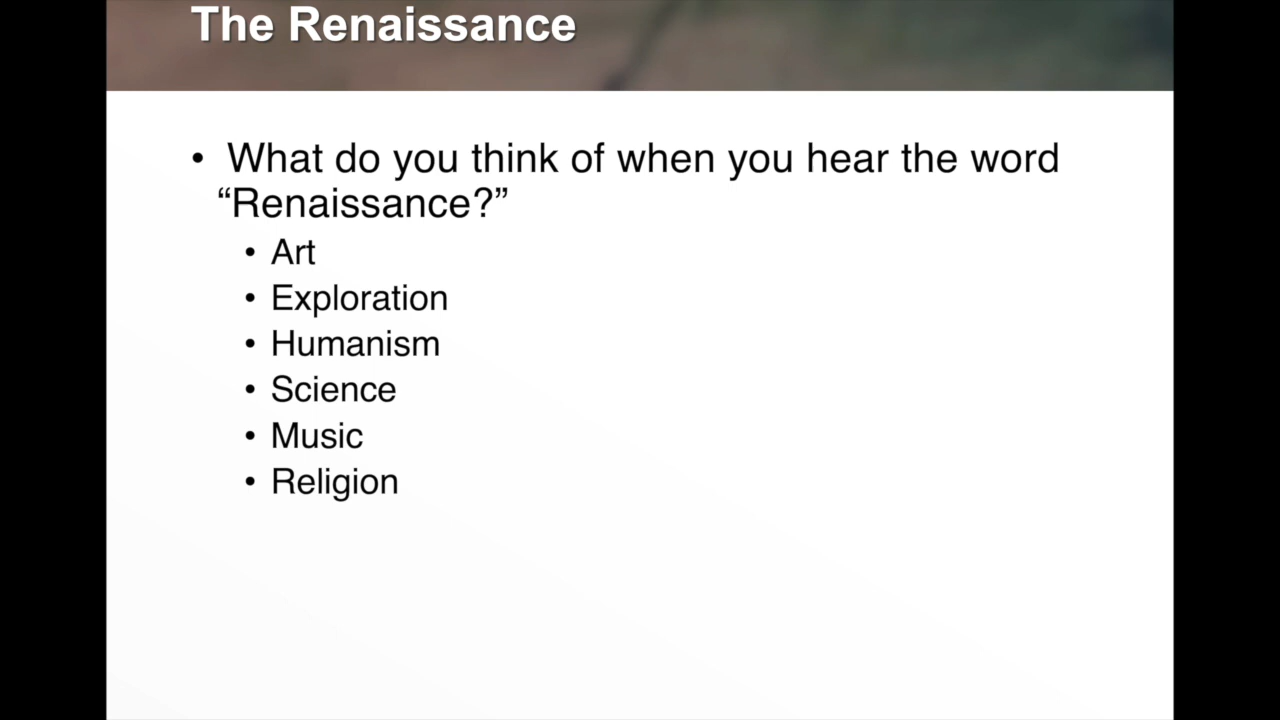 The Renaissance
• What do you think of when you hear the word
“Renaissance?”
• Art
• Exploration
• Humanism
• Science
• Music
• Religion